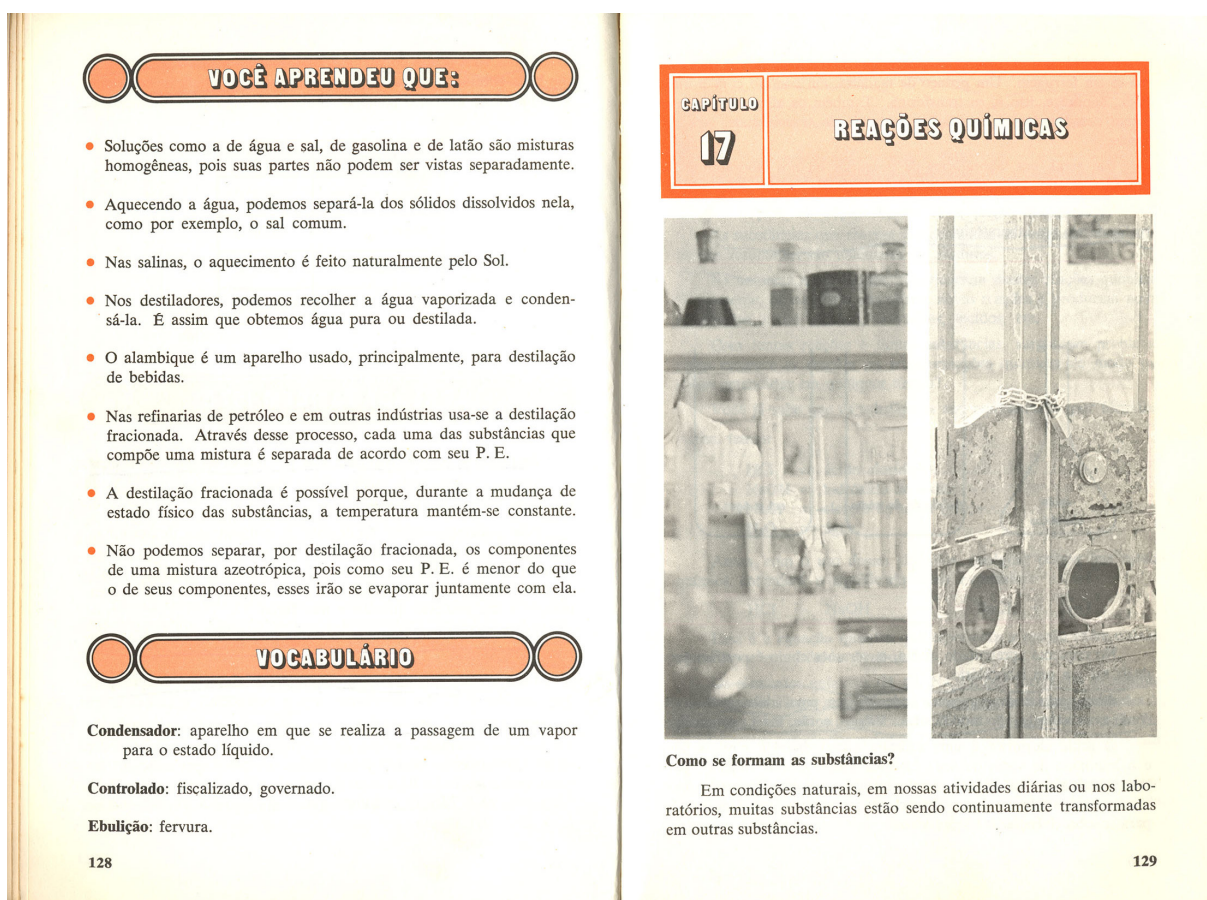 VOCÊ APRENDEU QUE:
• Soluções como a de água e sal, de gasolina e de latão são misturas
homogêneas, pois suas partes não podem ser vistas separadamente.
• Aquecendo a água, podemos separá-la dos sólidos dissolvidos nela,
como por exemplo, o sal comum.
• Nas salinas, o aquecimento é feito naturalmente pelo Sol.
• Nos destiladores, podemos recolher a água vaporizada e conden-
sá-la. É assim que obtemos água pura ou destilada.
• O alambique é um aparelho usado, principalmente, para destilação
de bebidas.
• Nas refinarias de petróleo e em outras indústrias usa-se a destilação
fracionada. Através desse processo, cada uma das substâncias que
compõe uma mistura é separada de acordo com seu P. E.
• A destilação fracionada é possível porque, durante a mudança de
estado físico das substâncias, a temperatura mantém-se constante.
• Não podemos separar, por destilação fracionada, os componentes
de uma mistura azeotrópica, pois como seu P. E. é menor do que
o de seus componentes, esses irão se evaporar juntamente com ela.
VOCABULÁRIO
Condensador: aparelho em que se realiza a passagem de um vapor
para o estado líquido.
Controlado: fiscalizado, governado.
Ebulição: fervura.
128
CAPÍTULO
17
REAÇÕES QUÍMICAS
Como se formam as substâncias?
Em condições naturais, em nossas atividades diárias ou nos labo-
ratórios, muitas substâncias estão sendo continuamente transformadas
em outras substâncias.
129